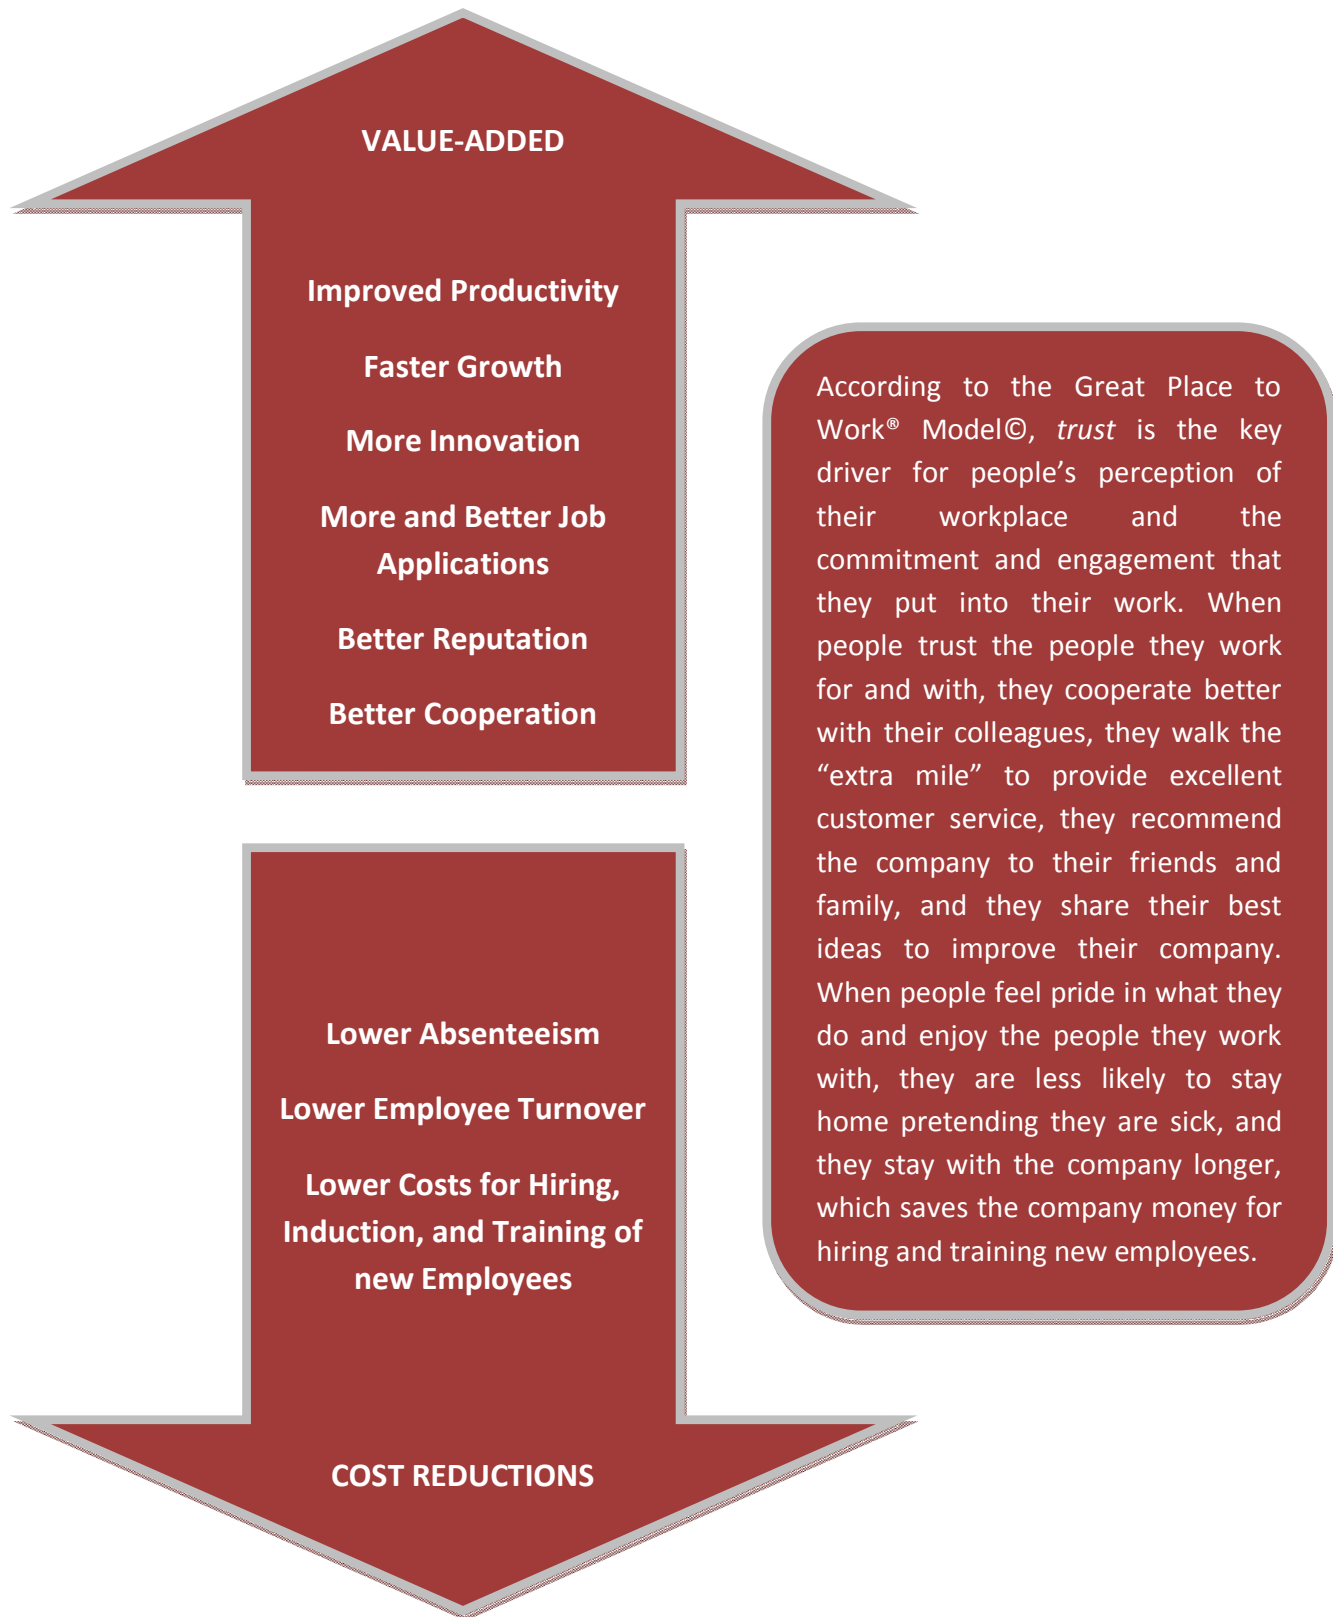 VALUE-ADDED
Improved Productivity
Faster Growth
More Innovation
More and Better Job
Applications
Better Reputation
Better Cooperation
Lower Absenteeism
Lower Employee Turnover
Lower Costs for Hiring,
Induction, and Training of
new Employees
COST REDUCTIONS
According to the Great Place to
Work® Model©, trust is the key
driver for people’s perception of
their workplace and the
commitment and engagement that
they put into their work. When
people trust the people they work
for and with, they cooperate better
with their colleagues, they walk the
“extra mile” to provide excellent
customer service, they recommend
the company to their friends and
family, and they share their best
ideas to improve their company.
When people feel pride in what they
do and enjoy the people they work
with, they are less likely to stay
home pretending they are sick, and
they stay with the company longer,
which saves the company money for
hiring and training new employees.